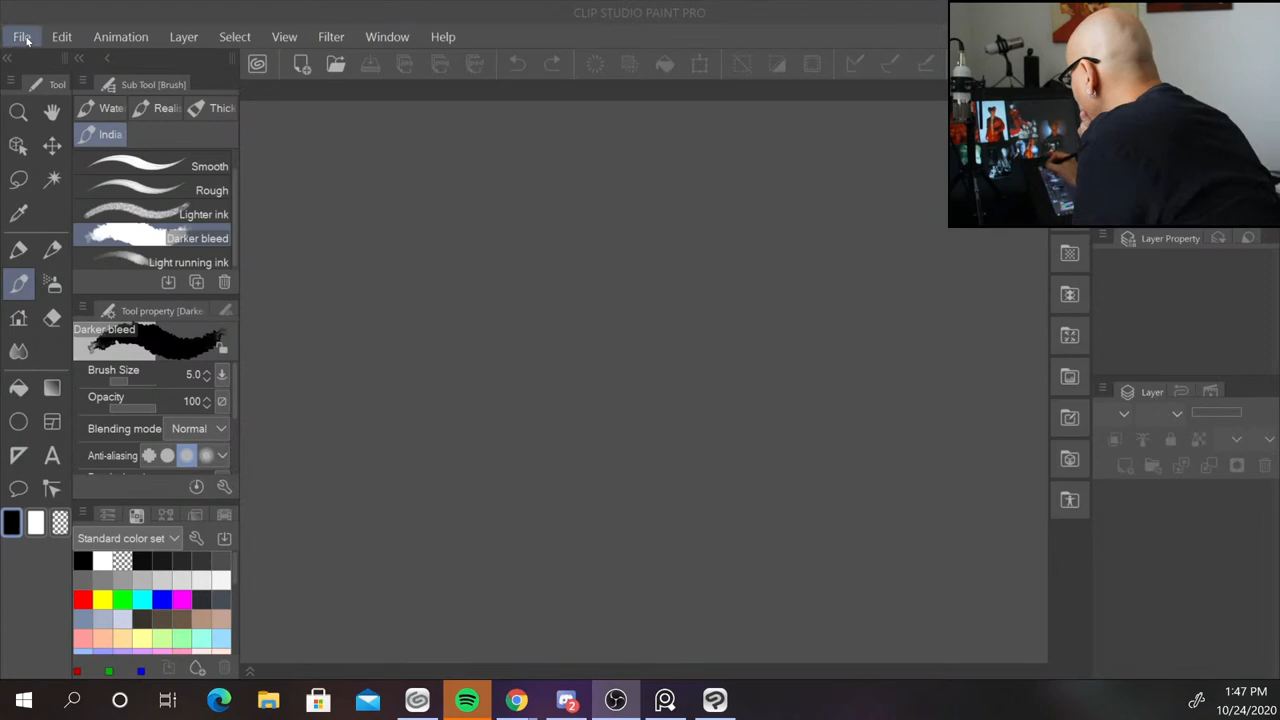 CLIP STUDIO PAINT PRO
File Edit Animation Layer Select View Filter Window Help
Tool
Sub Tool [Brush]
Wate Realis Thick
India
Smooth
Rough
Lighter ink
Darker bleed
Light running ink
Tool property [Darke
Darker bleed
Brush Size 5.0
Opacity 100
Blending mode Normal
Anti-aliasing
Standard color set
Layer Property
Layer
2
1:47 PM
10/24/2020